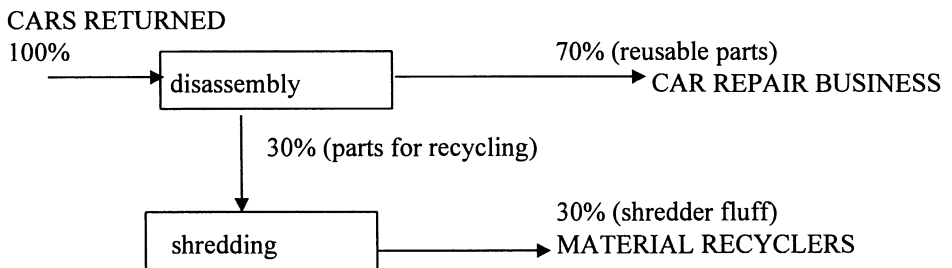 CARS RETURNED
100%
70% (reusable parts)
disassembly
CAR REPAIR BUSINESS
30% (parts for recycling)
30% (shredder fluff)
shredding
MATERIAL RECYCLERS